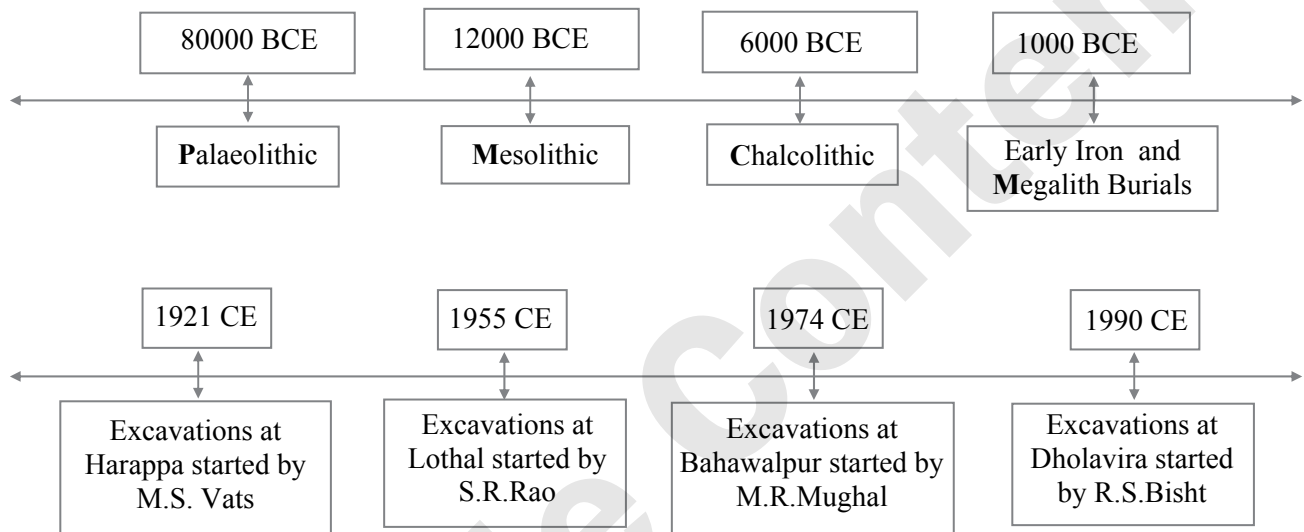 80000 BCE
12000 BCE
6000 BCE
1000 BCE
Palaeolithic
Mesolithic
Chalcolithic
Early Iron and
Megalith Burials
1921 CE
1955 CE
1974 CE
1990 CE
Excavations at
Harappa started by
M.S. Vats
Excavations at
Lothal started by
S.R.Rao
Excavations at
Bahawalpur started by
M.R.Mughal
Excavations at
Dholavira started
by R.S.Bisht